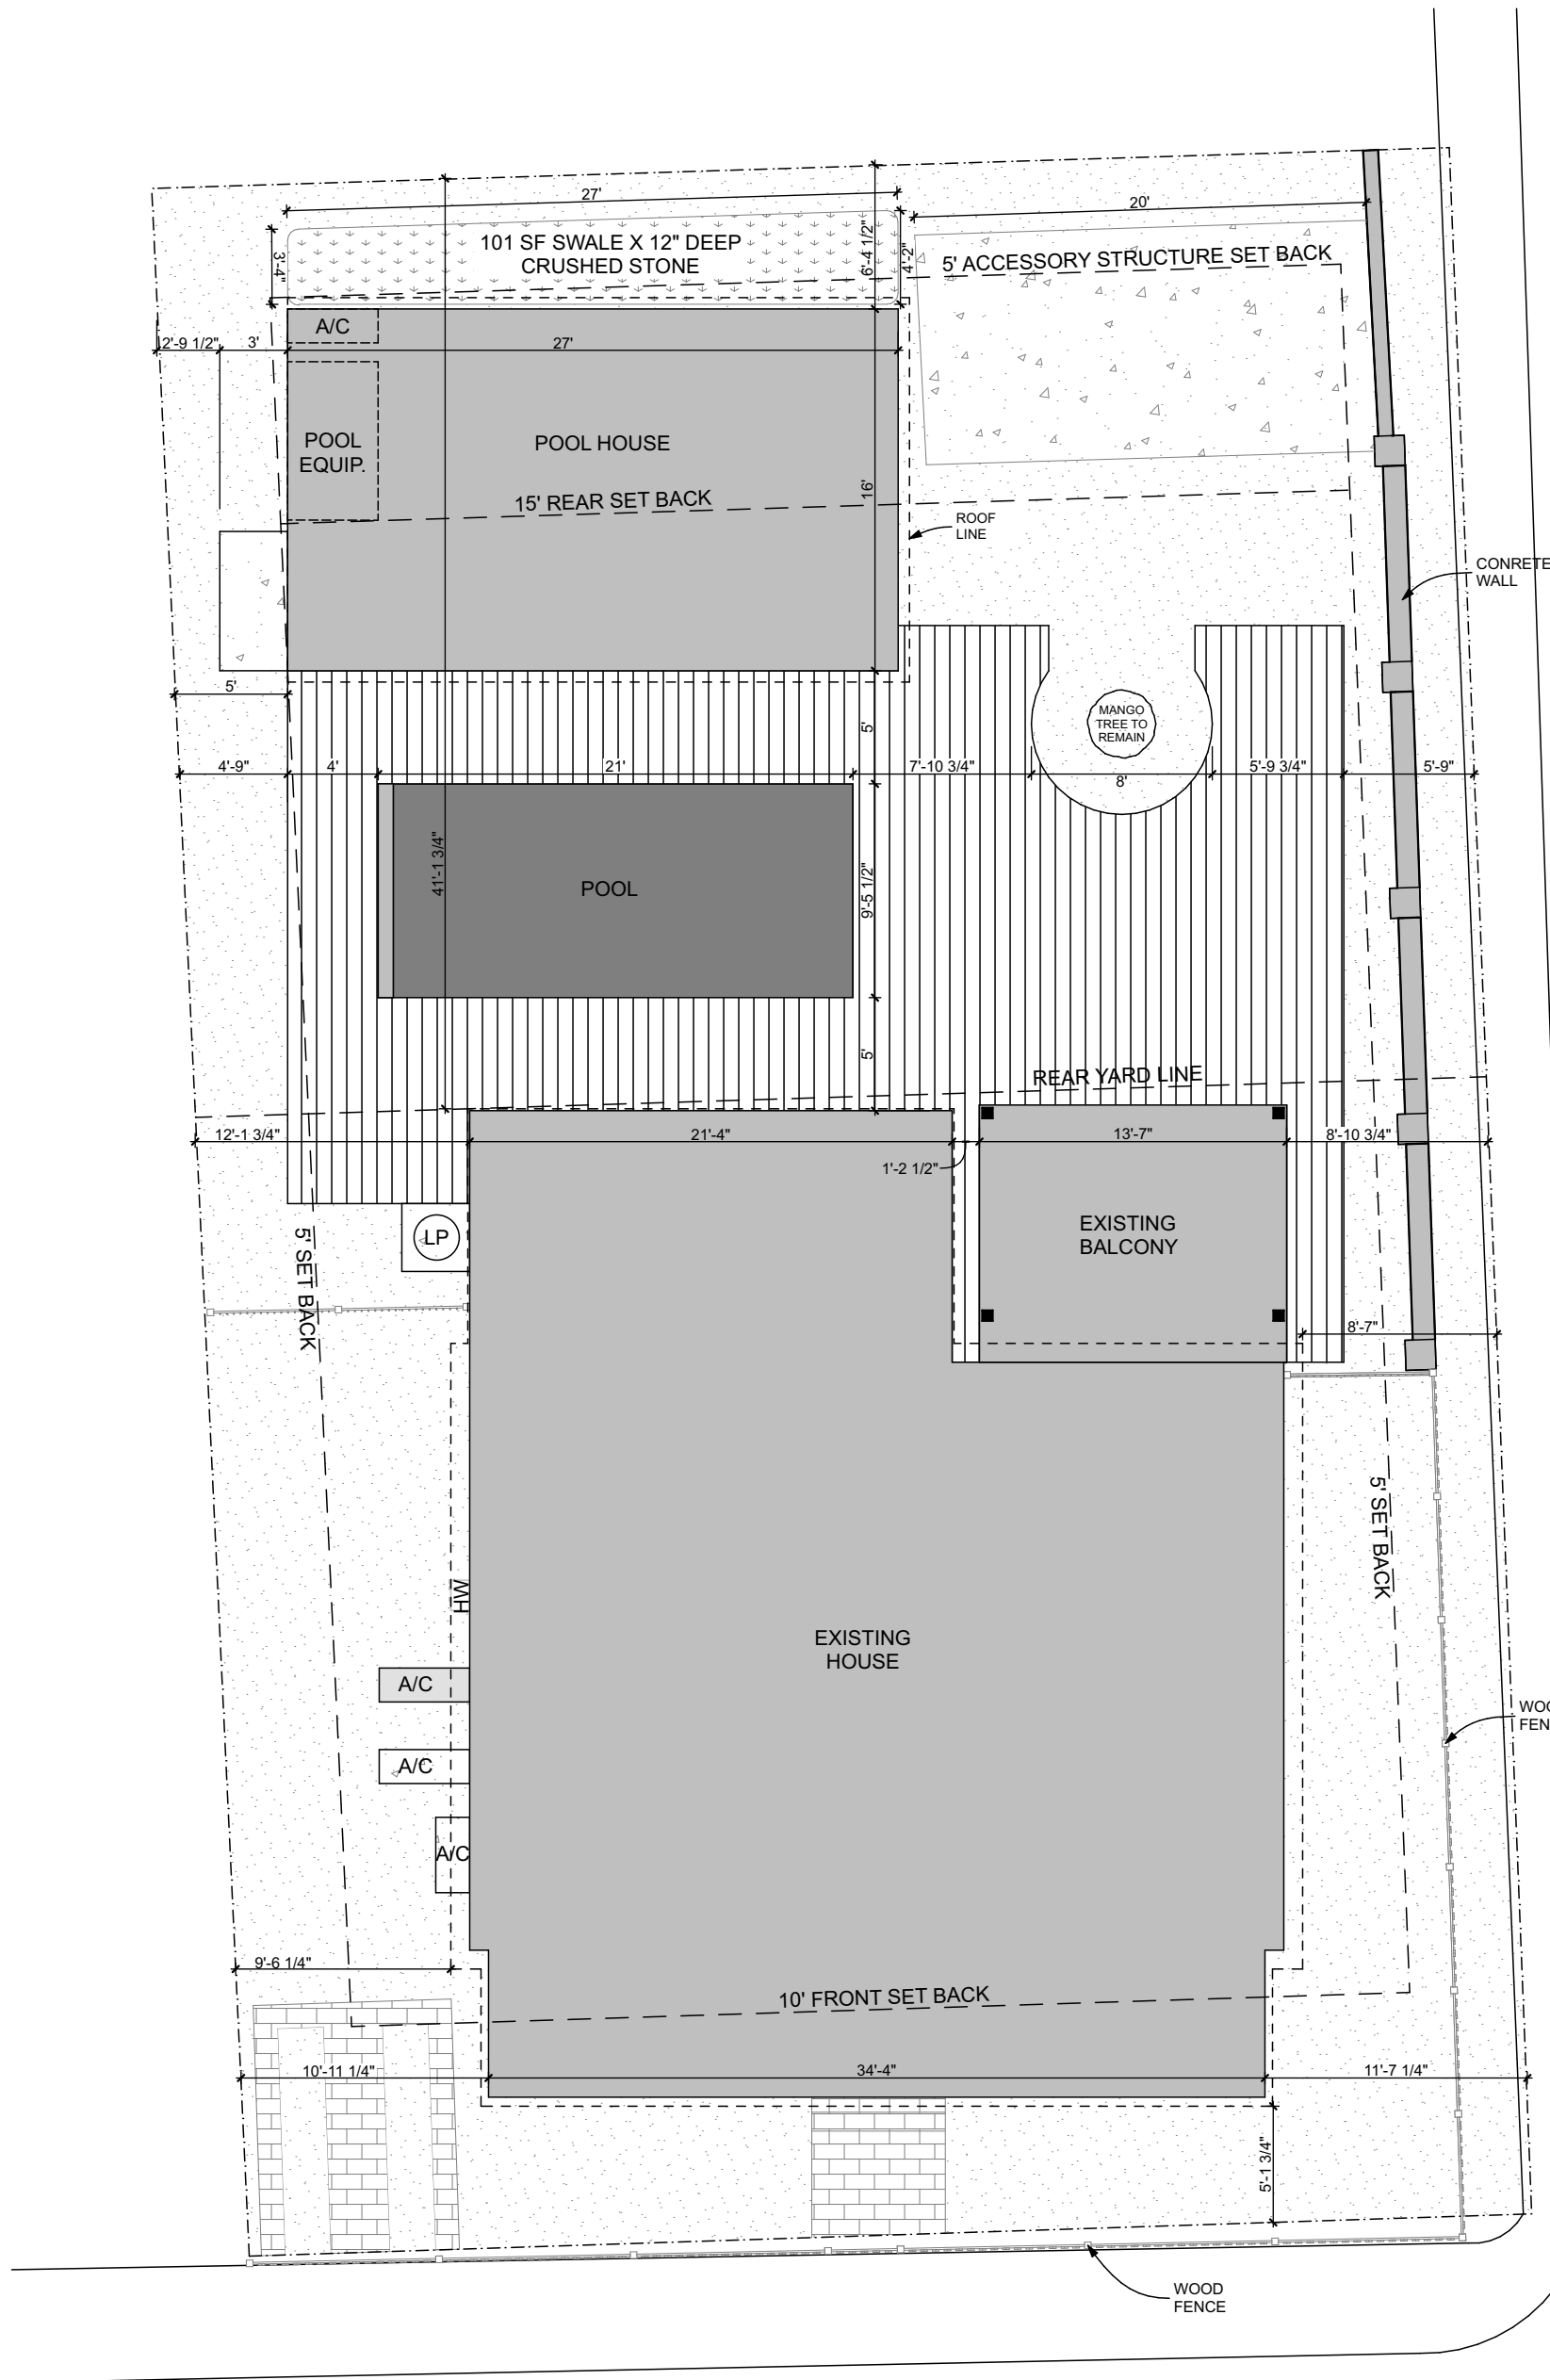 27'
20'
101 SF SWALE X 12" DEEP
CRUSHED STONE
3'-4"
6'-4 1/2"
4'-2"
5' ACCESSORY STRUCTURE SET BACK
A/C
2'-9 1/2"
3'
27'
POOL
EQUIP.
POOL HOUSE
15' REAR SET BACK
16'
ROOF
LINE
CONRETE
WALL
5'
MANGO
TREE TO
REMAIN
5'
4'-9"
4'
21'
7'-10 3/4"
8'
5'-9 3/4"
5'-9"
41'-1 3/4"
POOL
9'-5 1/2"
5'
REAR YARD LINE
12'-1 3/4"
21'-4"
1'-2 1/2"
13'-7"
8'-10 3/4"
LP
EXISTING
BALCONY
5' SET BACK
8'-7"
5' SET BACK
WH
EXISTING
HOUSE
A/C
WOO
FEN
A/C
A/C
9'-6 1/4"
10' FRONT SET BACK
10'-11 1/4"
34'-4"
11'-7 1/4"
5'-1 3/4"
WOOD
FENCE